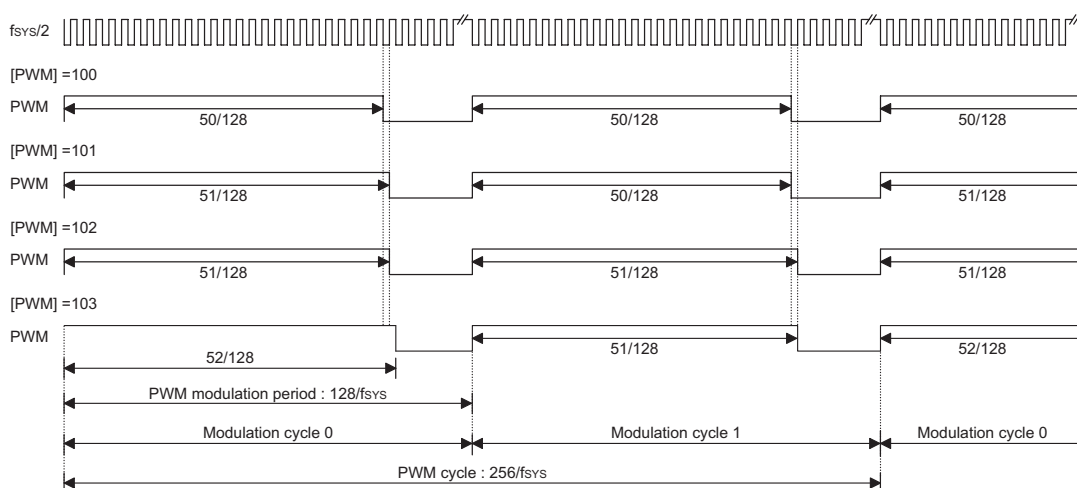 fSYS/2
[PWM] =100
PWM
50/128 50/128 50/128
[PWM] =101
PWM
51/128 50/128 51/128
[PWM] =102
PWM
51/128 51/128 51/128
[PWM] =103
PWM
52/128 51/128 52/128
PWM modulation period : 128/fSYS
Modulation cycle 0 Modulation cycle 1 Modulation cycle 0
PWM cycle : 256/fSYS